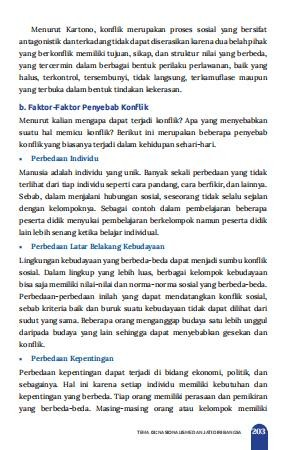 Menurut Kartono, konflik merupakan proses sosial yang bersifat
antagonistik dan terkadang tidak dapat diserasikan karena dua belah pihak
yang berkonflik memiliki tujuan, sikap, dan struktur nilai yang berbeda,
yang tercermin dalam berbagai bentuk perilaku perlawanan, baik yang
halus, terkontrol, tersembunyi, tidak langsung, terkamuflase maupun
yang terbuka dalam bentuk tindakan kekerasan.
b. Faktor-Faktor Penyebab Konflik
Menurut kalian mengapa dapat terjadi konflik? Apa yang menyebabkan
suatu hal memicu konflik? Berikut ini merupakan beberapa penyebab
konflik yang biasanya terjadi dalam kehidupan sehari-hari.
• Perbedaan Individu
Manusia adalah individu yang unik. Banyak sekali perbedaan yang tidak
terlihat dari tiap individu seperti cara pandang, cara berfikir, dan lainnya.
Sebab, dalam menjalani hubungan sosial, seseorang tidak selalu sejalan
dengan kelompoknya. Sebagai contoh dalam pembelajaran beberapa
peserta didik menyukai pembelajaran berkelompok namun peserta didik
lain lebih senang ketika belajar individual.
• Perbedaan Latar Belakang Kebudayaan
Lingkungan kebudayaan yang berbeda-beda dapat menjadi sumbu konflik
sosial. Dalam lingkup yang lebih luas, berbagai kelompok kebudayaan
bisa saja memiliki nilai-nilai dan norma-norma sosial yang berbeda-beda.
Perbedaan-perbedaan inilah yang dapat mendatangkan konflik sosial,
sebab kriteria baik dan buruk suatu kebudayaan tidak dapat dilihat dari
sudut yang sama. Beberapa orang menganggap budaya satu lebih unggul
daripada budaya yang lain sehingga dapat menyebabkan gesekan dan
konflik.
• Perbedaan Kepentingan
Perbedaan kepentingan dapat terjadi di bidang ekonomi, politik, dan
sebagainya. Hal ini karena setiap individu memiliki kebutuhan dan
kepentingan yang berbeda. Tiap orang memiliki perasaan dan pemikiran
yang berbeda-beda. Masing-masing orang atau kelompok memiliki
203